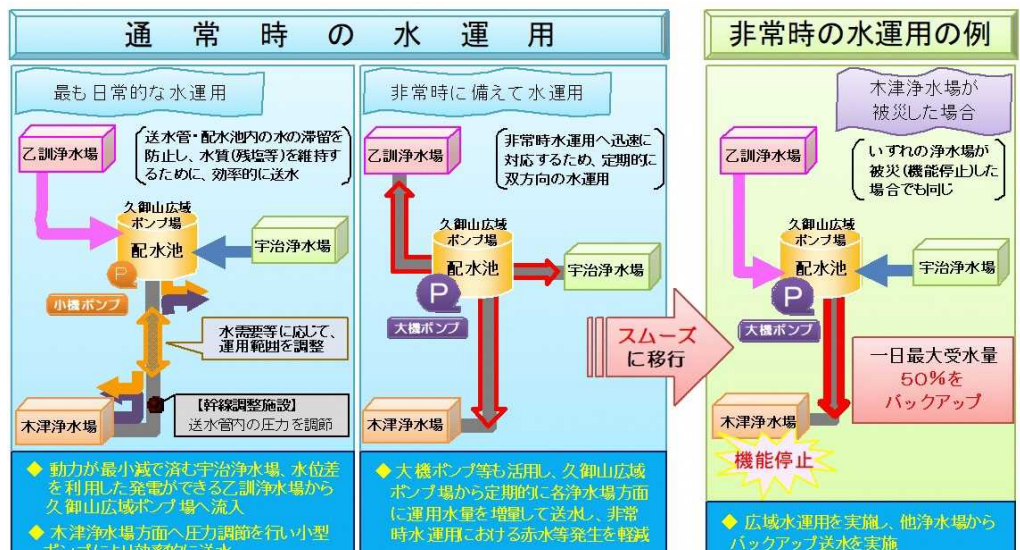 通常時の水運用
非常時の水運用の例
最も日常的な水運用
乙訓浄水場
送水管・配水池内の水の滞留を
防止し、水質(残塩等)を維持す
るために、効率的に送水
久御山広域
ポンプ場
配水池
宇治浄水場
P
小機ポンプ
水需要等に応じて、
運用範囲を調整
【幹線調整施設】
送水管内の圧力を調節
木津浄水場
◆ 動力が最小減で済む宇治浄水場、水位差
を利用した発電ができる乙訓浄水場から
久御山広域ポンプ場へ流入
◆ 木津浄水場方面へ圧力調節を行い小型
ポンプにより効率的に送水
非常時に備えて水運用
乙訓浄水場
非常時水運用へ迅速に
対応するため、定期的に
双方向の水運用
久御山広域
ポンプ場
配水池
宇治浄水場
P
大機ポンプ
木津浄水場
◆ 大機ポンプ等も活用し、久御山広域
ポンプ場から定期的に各浄水場方面
に運用水量を増量して送水し、非常
時水運用における赤水等発生を軽減
スムーズ
に移行
木津浄水場が
被災した場合
乙訓浄水場
いずれの浄水場が
被災(機能停止)した
場合でも同じ
久御山広域
ポンプ場
配水池
宇治浄水場
P
大機ポンプ
一日最大受水量
50%を
バックアップ
木津浄水場
機能停止
◆ 広域水運用を実施し、他浄水場から
バックアップ送水を実施